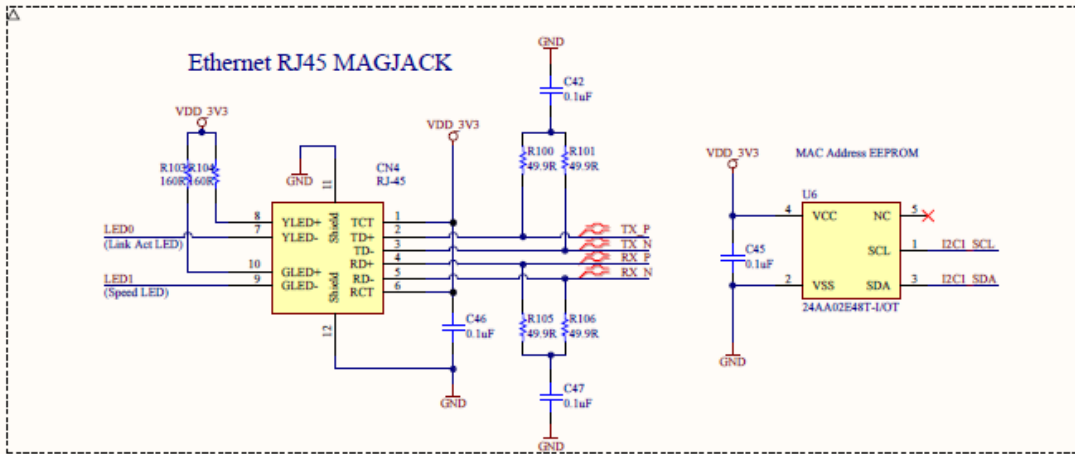 Ethernet RJ45 MAGJACK
GND
C42
0.1uF
VDD_3V3
R103
160R
R104
160R
GND
11
VDD_3V3
CN4
RJ-45
R100
49.9R
R101
49.9R
8
YLED+
Shield
TCT
1
LED0
7
YLED-
TD+
2
TX_P
(Link Act LED)
TD-
3
TX_N
10
GLED+
RD+
4
RX_P
LED1
9
GLED-
Shield
RD-
5
RX_N
(Speed LED)
RCT
6
12
C46
0.1uF
R105
49.9R
R106
49.9R
GND
C47
0.1uF
GND
MAC Address EEPROM
VDD_3V3
U6
4
VCC
NC
5
C45
0.1uF
SCL
1
I2C1_SCL
2
VSS
SDA
3
I2C1_SDA
24AA02E48T-I/OT
GND